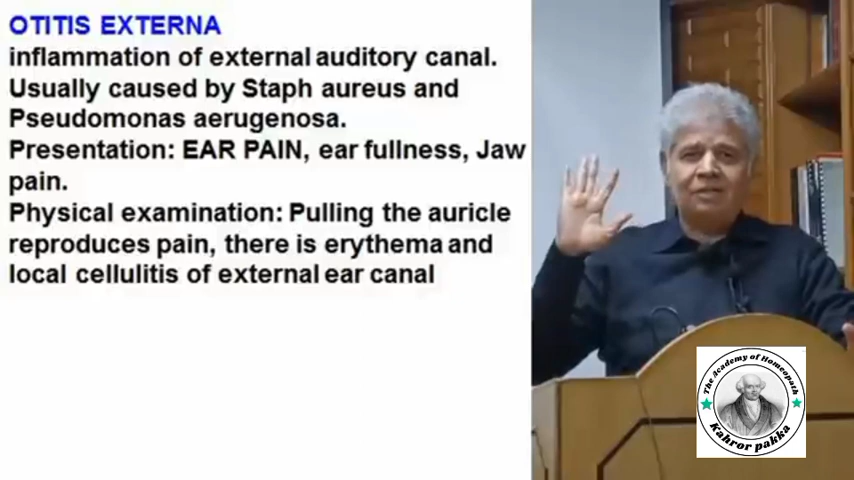 OTITIS EXTERNA
inflammation of external auditory canal.
Usually caused by Staph aureus and
Pseudomonas aerugenosa.
Presentation: EAR PAIN, ear fullness, Jaw
pain.
Physical examination: Pulling the auricle
reproduces pain, there is erythema and
local cellulitis of external ear canal
The Academy of Homeopath
Kahror pakka